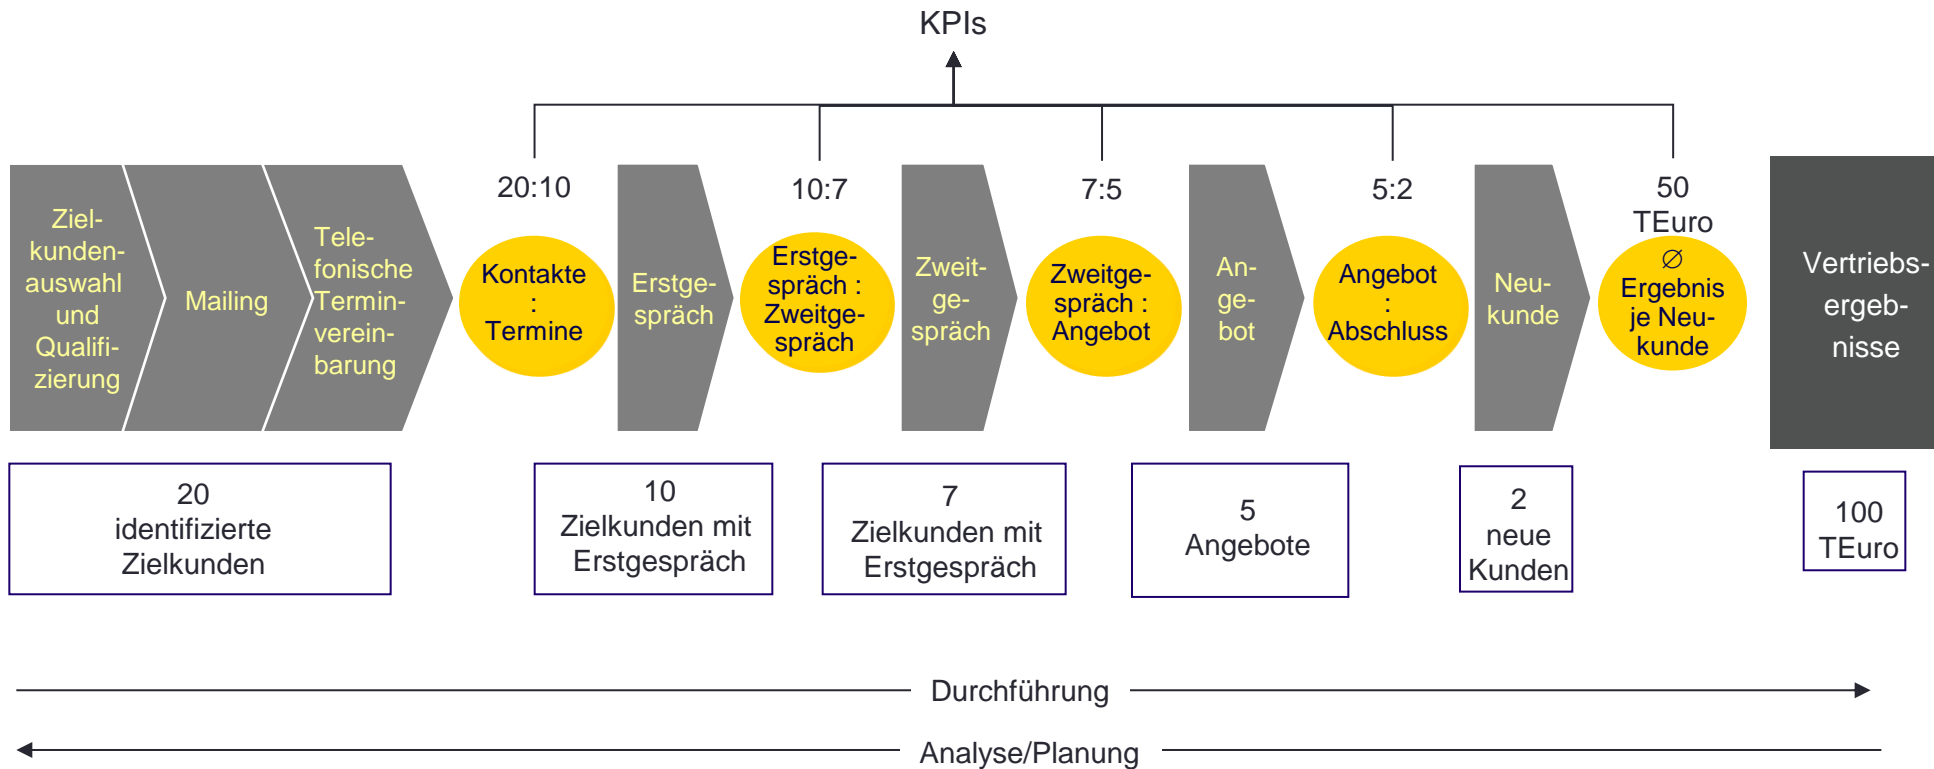 KPIs
Ziel-
kunden-
auswahl
und
Qualifi-
zierung
Mailing
Tele-
fonische
Termin-
verein-
barung
20:10
Kontakte
:
Termine
Erstge-
spräch
10:7
Erstge-
spräch :
Zweitge-
spräch
Zweit-
ge-
spräch
7:5
Zweitge-
spräch :
Angebot
An-
ge-
bot
5:2
Angebot
:
Abschluss
Neu-
kunde
50
TEuro
∅
Ergebnis
je Neu-
kunde
Vertriebs-
ergeb-
nisse
20
identifizierte
Zielkunden
10
Zielkunden mit
Erstgespräch
7
Zielkunden mit
Erstgespräch
5
Angebote
2
neue
Kunden
100
TEuro
Durchführung
Analyse/Planung